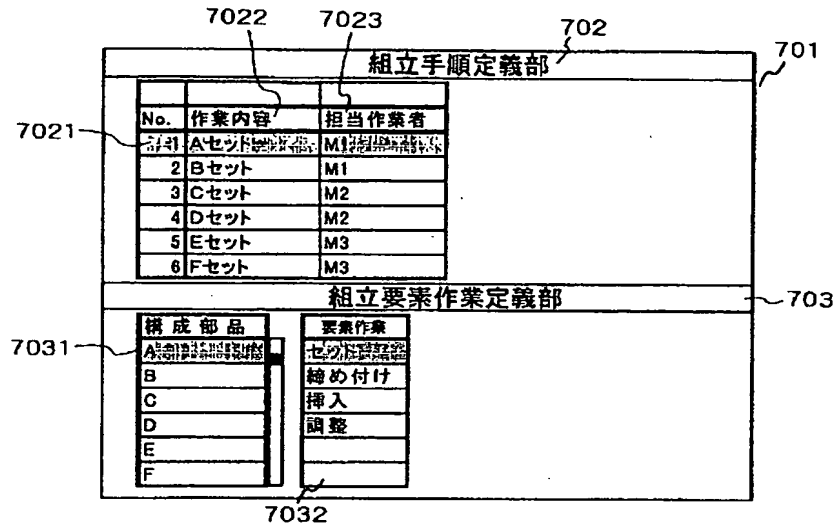 7022 7023 702
組立手順定義部 701
No. 作業内容 担当作業者
7021 1 Aセット M1
2 Bセット M1
3 Cセット M2
4 Dセット M2
5 Eセット M3
6 Fセット M3
組立要素作業定義部 703
構成部品 要素作業
7031 A セット
B 締め付け
C 挿入
D 調整
E
F
7032